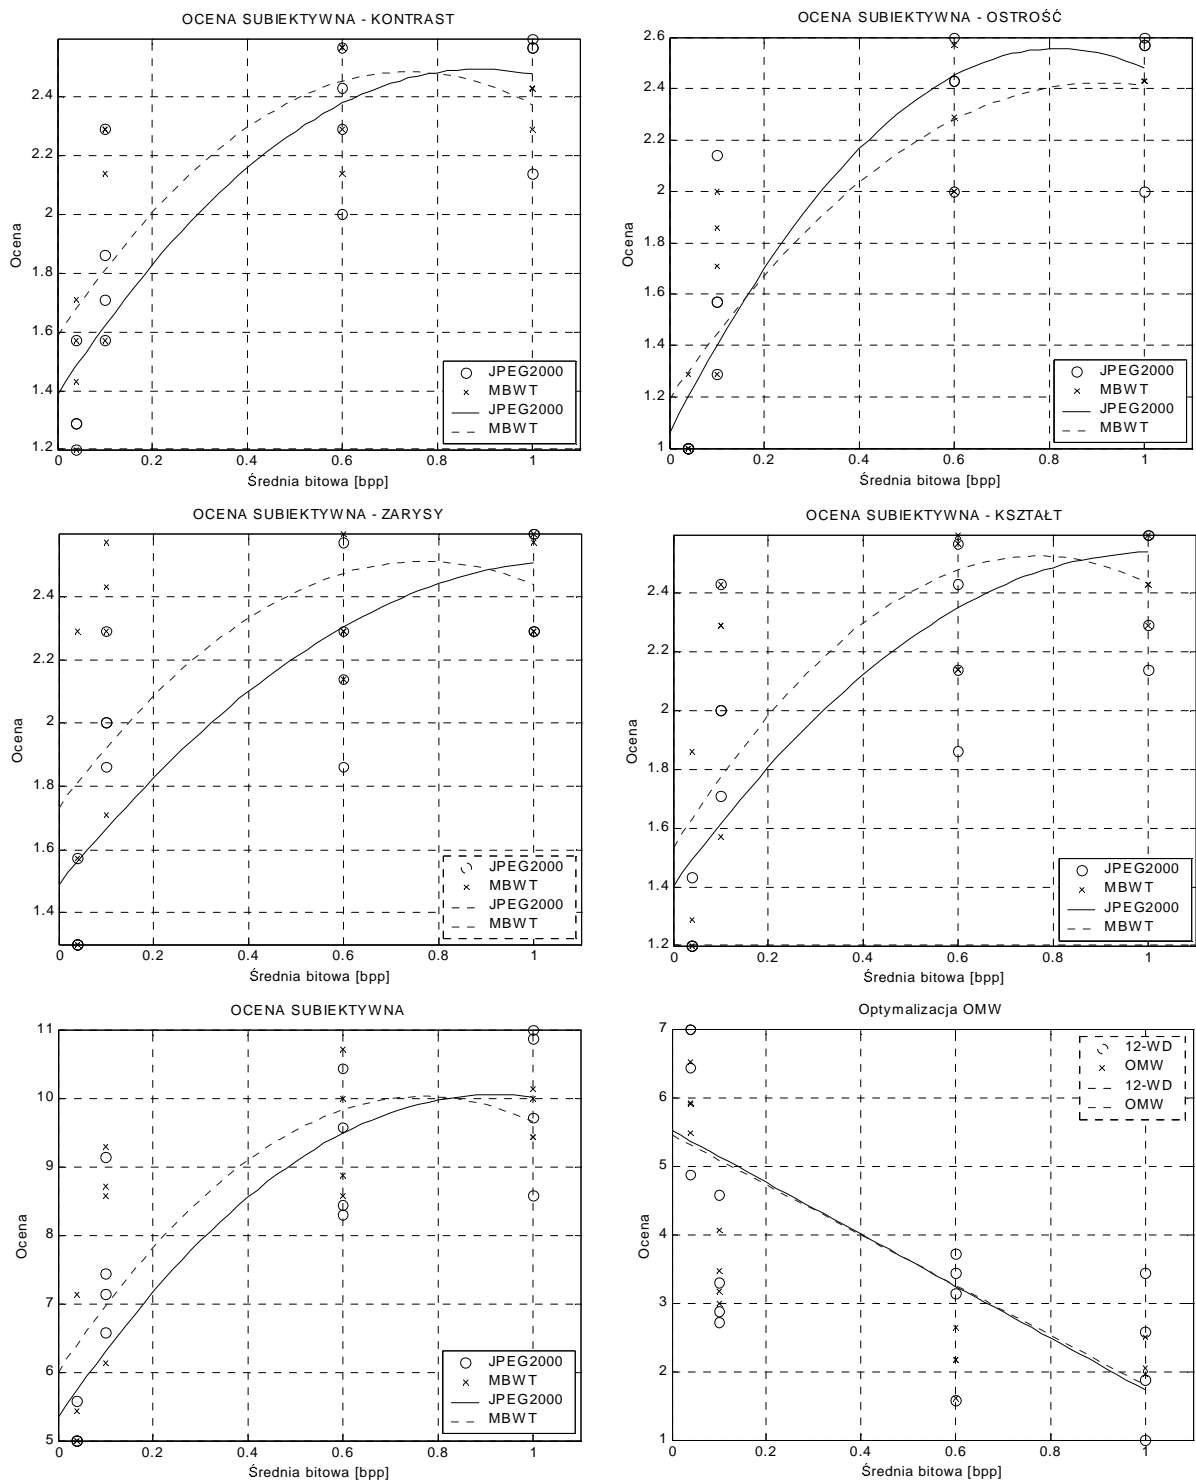 OCENA SUBIEKTYWNA - KONTRAST
2.4
2.2
2
1.8
1.6
1.4
1.2
Ocena
0 0.2 0.4 0.6 0.8 1
Średnia bitowa [bpp]
JPEG2000
MBWT
JPEG2000
MBWT
OCENA SUBIEKTYWNA - OSTROŚĆ
2.6
2.4
2.2
2
1.8
1.6
1.4
1.2
1
Ocena
0 0.2 0.4 0.6 0.8 1
Średnia bitowa [bpp]
JPEG2000
MBWT
JPEG2000
MBWT
OCENA SUBIEKTYWNA - ZARYSY
2.4
2.2
2
1.8
1.6
1.4
Ocena
0 0.2 0.4 0.6 0.8 1
Średnia bitowa [bpp]
JPEG2000
MBWT
JPEG2000
MBWT
OCENA SUBIEKTYWNA - KSZTAŁT
2.4
2.2
2
1.8
1.6
1.4
1.2
Ocena
0 0.2 0.4 0.6 0.8 1
Średnia bitowa [bpp]
JPEG2000
MBWT
JPEG2000
MBWT
OCENA SUBIEKTYWNA
11
10
9
8
7
6
5
Ocena
0 0.2 0.4 0.6 0.8 1
Średnia bitowa [bpp]
JPEG2000
MBWT
JPEG2000
MBWT
Optymalizacja OMW
7
6
5
4
3
2
1
Ocena
0 0.2 0.4 0.6 0.8 1
Średnia bitowa [bpp]
12-WD
OMW
12-WD
OMW